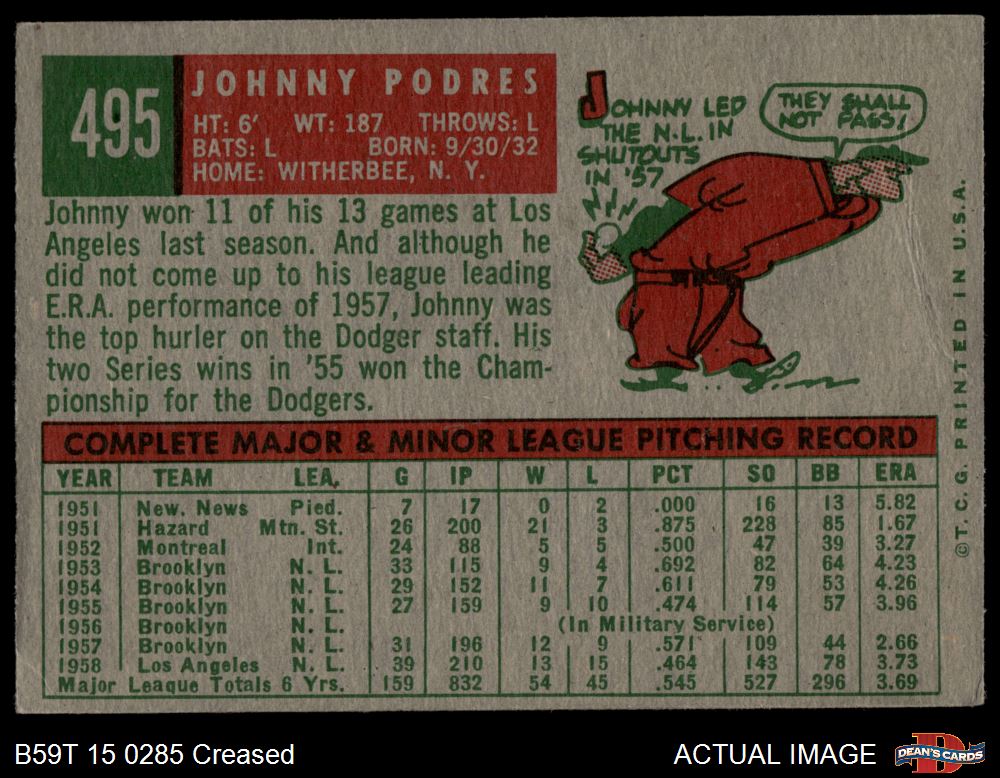 495
JOHNNY PODRES
HT: 6' WT: 187 THROWS: L
BATS: L BORN: 9/30/32
HOME: WITHERBEE, N. Y.
Johnny won 11 of his 13 games at Los
Angeles last season. And although he
did not come up to his league leading
E.R.A. performance of 1957, Johnny was
the top hurler on the Dodger staff. His
two Series wins in '55 won the Cham-
pionship for the Dodgers.
JOHNNY LED
THE N.L. IN
SHUTOUTS
IN '57
THEY SHALL
NOT PASS!
© T. C. G. PRINTED IN U.S.A.
COMPLETE MAJOR & MINOR LEAGUE PITCHING RECORD
YEAR TEAM LEA. G IP W L PCT SO BB ERA
1951 New. News Pied. 7 17 0 2 .000 16 13 5.82
1951 Hazard Mtn. St. 26 200 21 3 .875 228 85 1.67
1952 Montreal Int. 24 88 5 5 .500 47 39 3.27
1953 Brooklyn N. L. 33 115 9 4 .692 82 64 4.23
1954 Brooklyn N. L. 29 152 11 7 .611 79 53 4.26
1955 Brooklyn N. L. 27 159 9 10 .474 114 57 3.96
1956 Brooklyn N. L. (In Military Service)
1957 Brooklyn N. L. 31 196 12 9 .571 109 44 2.66
1958 Los Angeles N. L. 39 210 13 15 .464 143 78 3.73
Major League Totals 6 Yrs. 159 832 54 45 .545 527 296 3.69
B59T 15 0285 Creased
ACTUAL IMAGE
DEAN'S CARDS